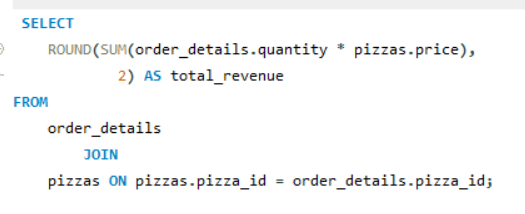 SELECT
ROUND(SUM(order_details.quantity * pizzas.price),
2) AS total_revenue
FROM
order_details
JOIN
pizzas ON pizzas.pizza_id = order_details.pizza_id;